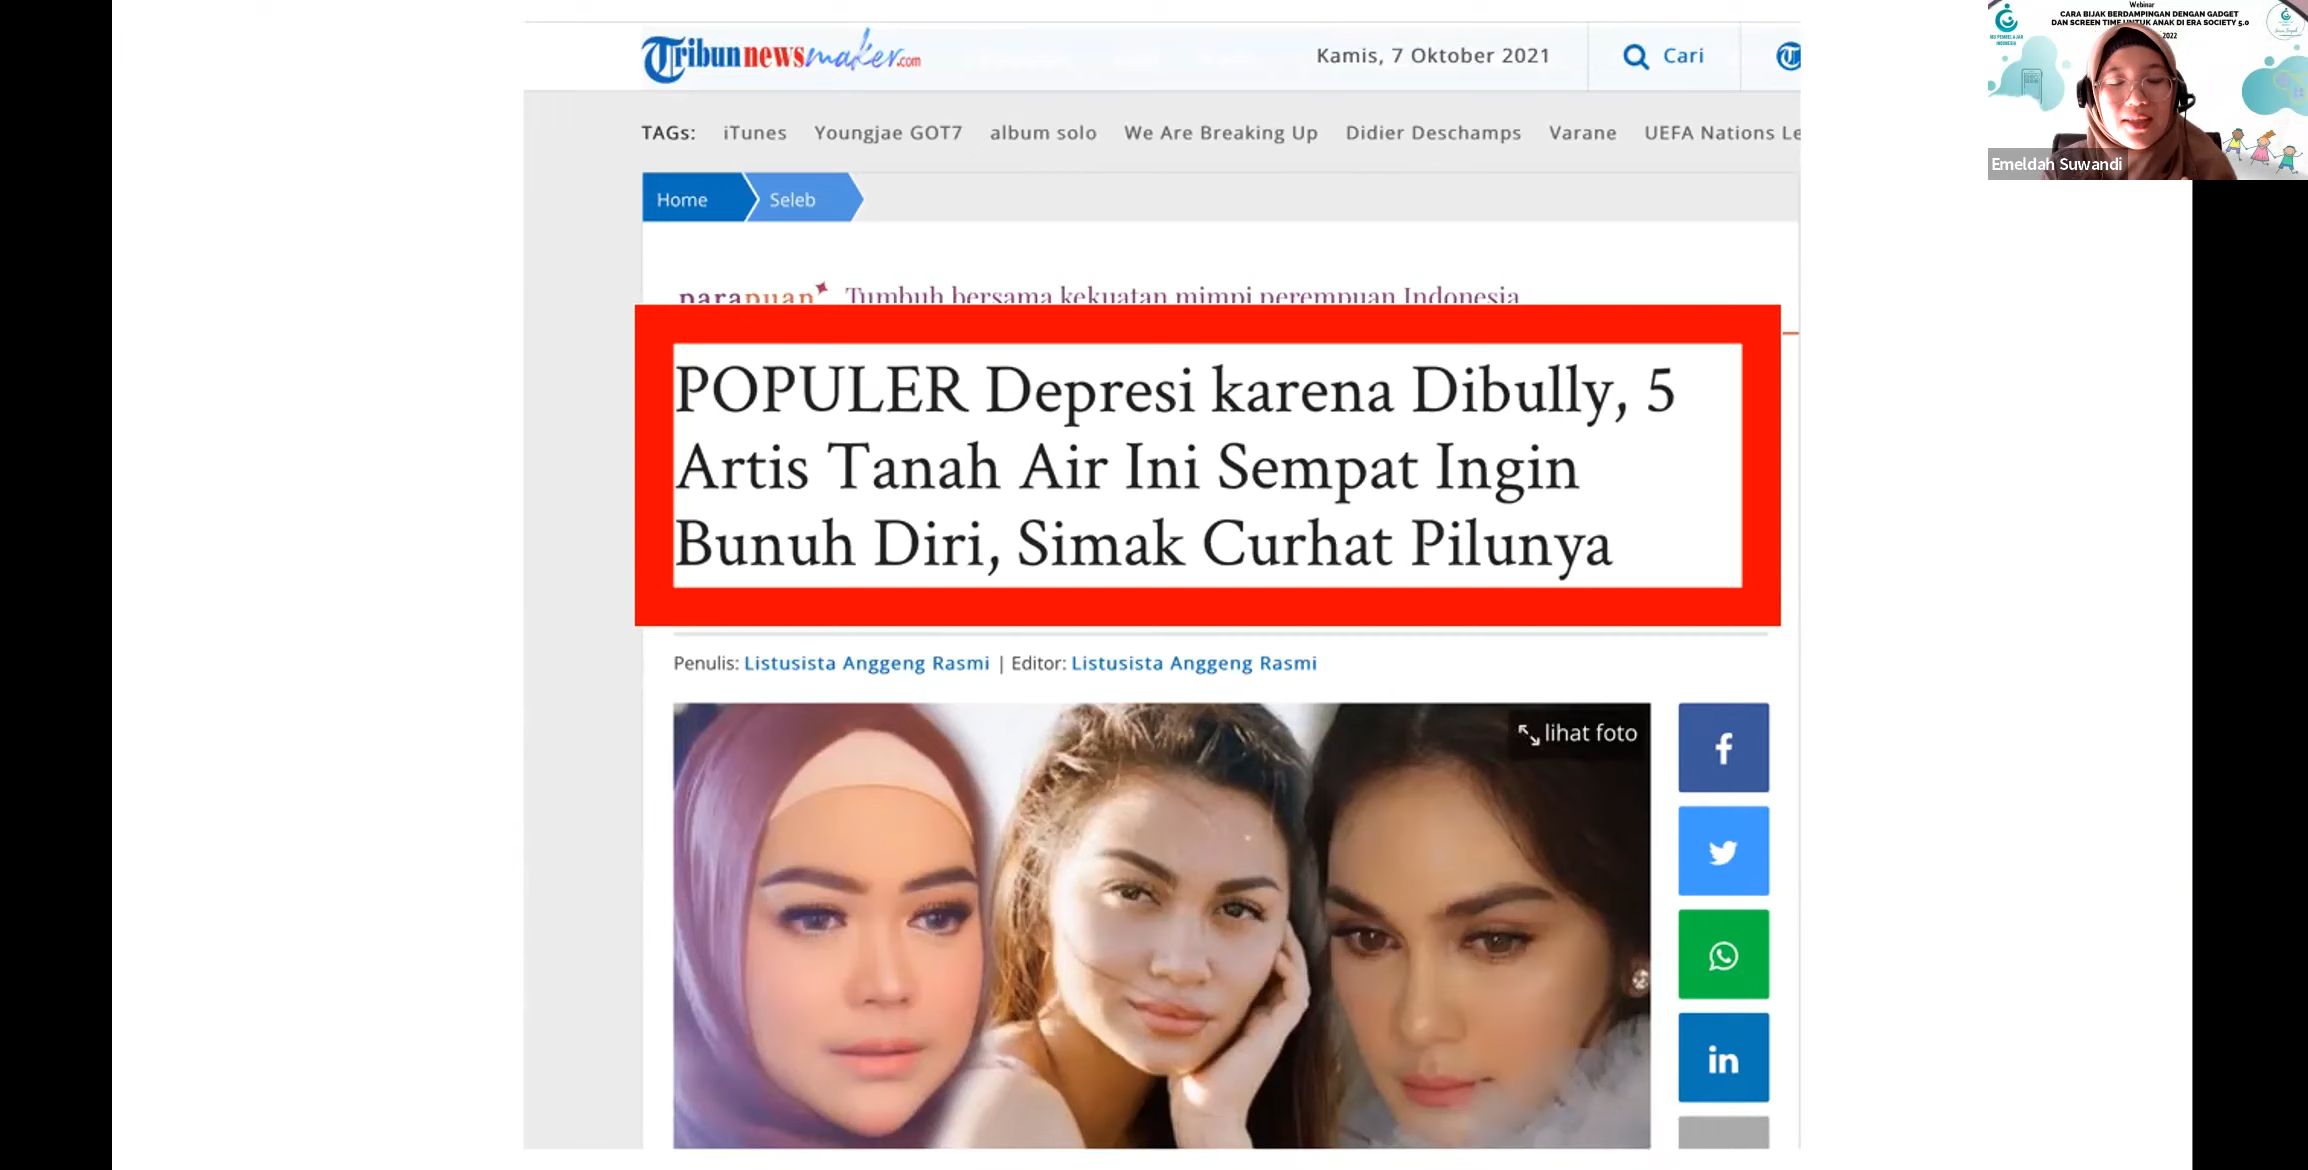 Tribunnewsmaker.com
Kamis, 7 Oktober 2021
Cari
TAGs: iTunes Youngjae GOT7 album solo We Are Breaking Up Didier Deschamps Varane UEFA Nations Le
Home Seleb
parapuan Tumbuh bersama kekuatan mimpi perempuan Indonesia
POPULER Depresi karena Dibully, 5
Artis Tanah Air Ini Sempat Ingin
Bunuh Diri, Simak Curhat Pilunya
Penulis: Listusista Anggeng Rasmi | Editor: Listusista Anggeng Rasmi
lihat foto
Webinar
CARA BIJAK BERDAMPINGAN DENGAN GADGET
DAN SCREEN TIME UNTUK ANAK DI ERA SOCIETY 5.0
2022
IBU PEMBELAJAR
INDONESIA
Emeldah Suwandi